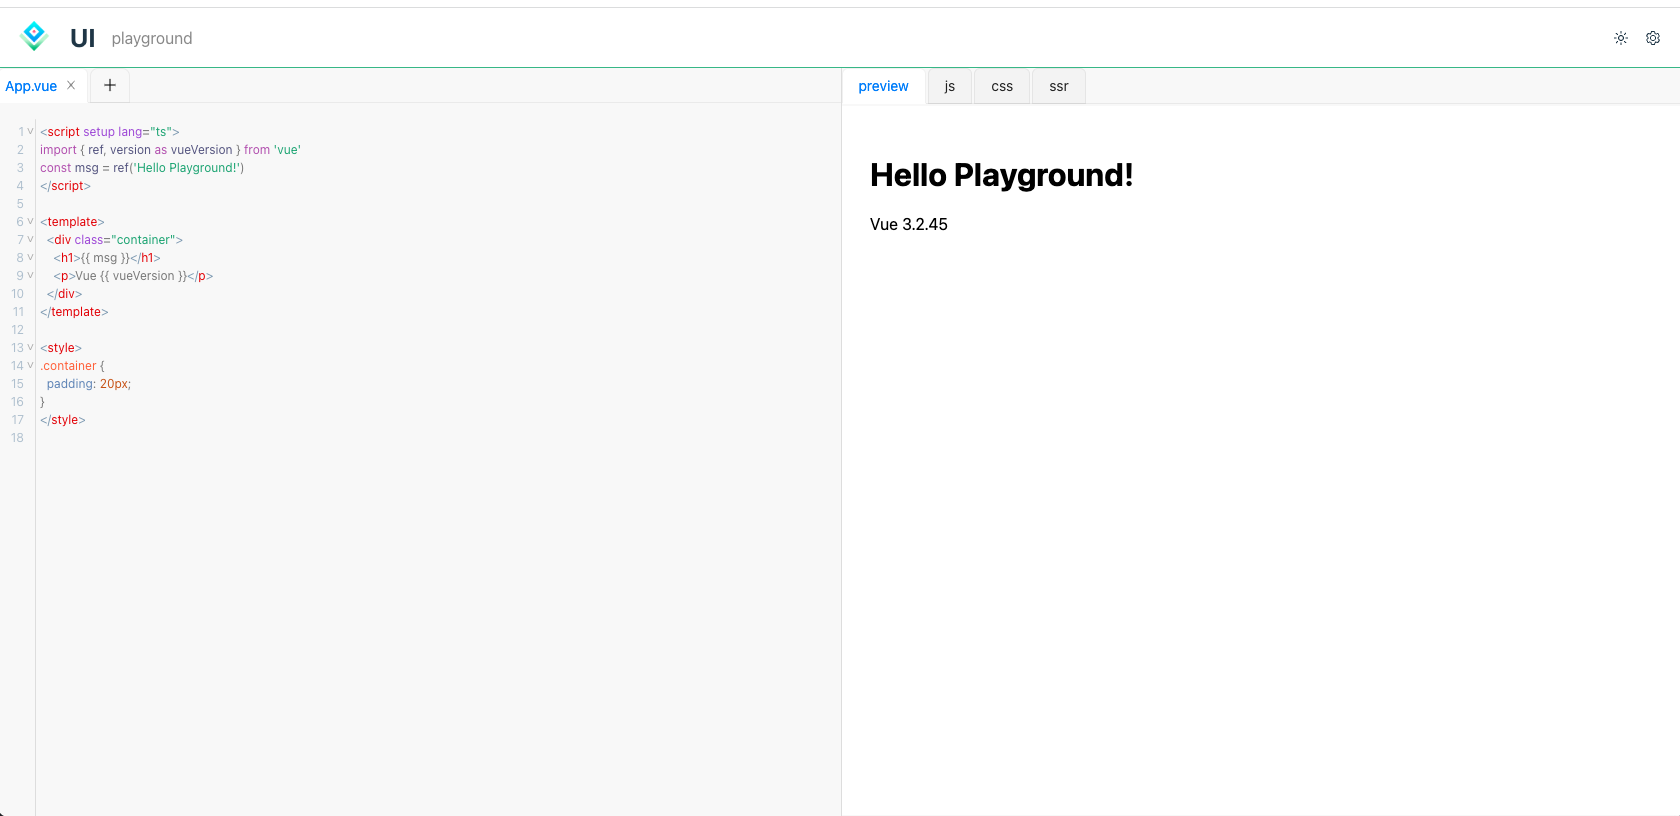 UI playground
App.vue
preview js css ssr
1 <script setup lang="ts">
2 import { ref, version as vueVersion } from 'vue'
3 const msg = ref('Hello Playground!')
4 </script>
5
6 <template>
7 <div class="container">
8 <h1>{{ msg }}</h1>
9 <p>Vue {{ vueVersion }}</p>
10 </div>
11 </template>
12
13 <style>
14 .container {
15 padding: 20px;
16 }
17 </style>
18
Hello Playground!
Vue 3.2.45